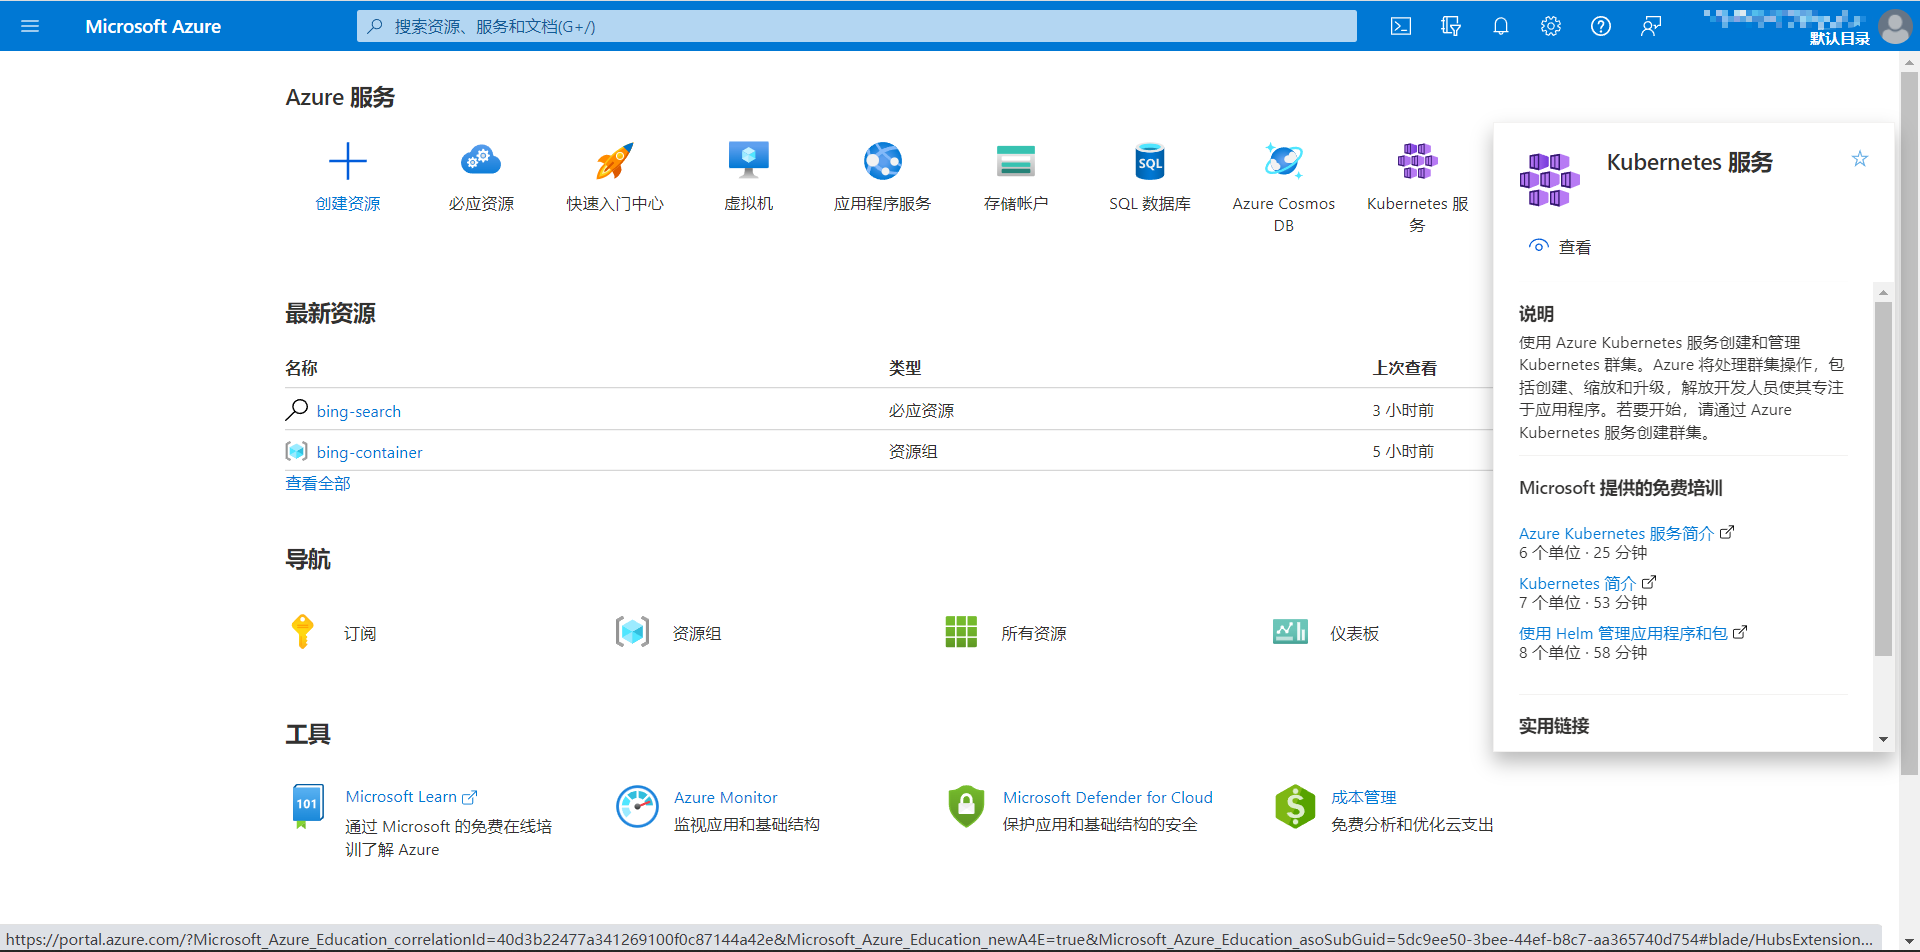 Microsoft Azure
搜索资源、服务和文档(G+/)
默认目录
Azure 服务
创建资源
必应资源
快速入门中心
虚拟机
应用程序服务
存储帐户
SQL
SQL 数据库
Azure Cosmos
DB
Kubernetes 服
务
最新资源
名称
类型
上次查看
bing-search
必应资源
3 小时前
bing-container
资源组
5 小时前
查看全部
导航
订阅
资源组
所有资源
仪表板
工具
101
Microsoft Learn
通过 Microsoft 的免费在线培
训了解 Azure
Azure Monitor
监视应用和基础结构
Microsoft Defender for Cloud
保护应用和基础结构的安全
成本管理
免费分析和优化云支出
Kubernetes 服务
查看
说明
使用 Azure Kubernetes 服务创建和管理
Kubernetes 群集。Azure 将处理群集操作，包
括创建、缩放和升级，解放开发人员使其专注
于应用程序。若要开始，请通过 Azure
Kubernetes 服务创建群集。
Microsoft 提供的免费培训
Azure Kubernetes 服务简介
6 个单位 · 25 分钟
Kubernetes 简介
7 个单位 · 53 分钟
使用 Helm 管理应用程序和包
8 个单位 · 58 分钟
实用链接
https://portal.azure.com/?Microsoft_Azure_Education_correlationId=40d3b22477a341269100f0c87144a42e&Microsoft_Azure_Education_newA4E=true&Microsoft_Azure_Education_asoSubGuid=5dc9ee50-3bee-44ef-b8c7-aa365740d754#blade/HubsExtension...